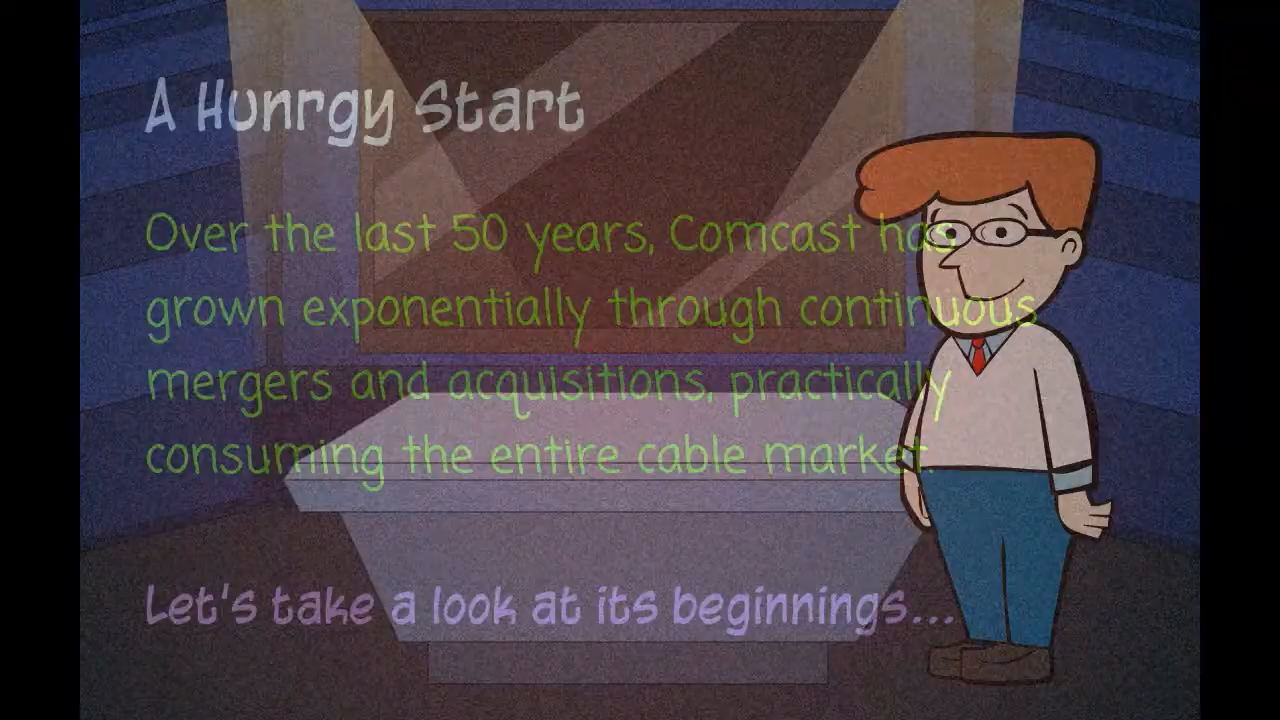 A Hunrgy Start
Over the last 50 years, Comcast has
grown exponentially through continuous
mergers and acquisitions, practically
consuming the entire cable market.
Let's take a look at its beginnings...